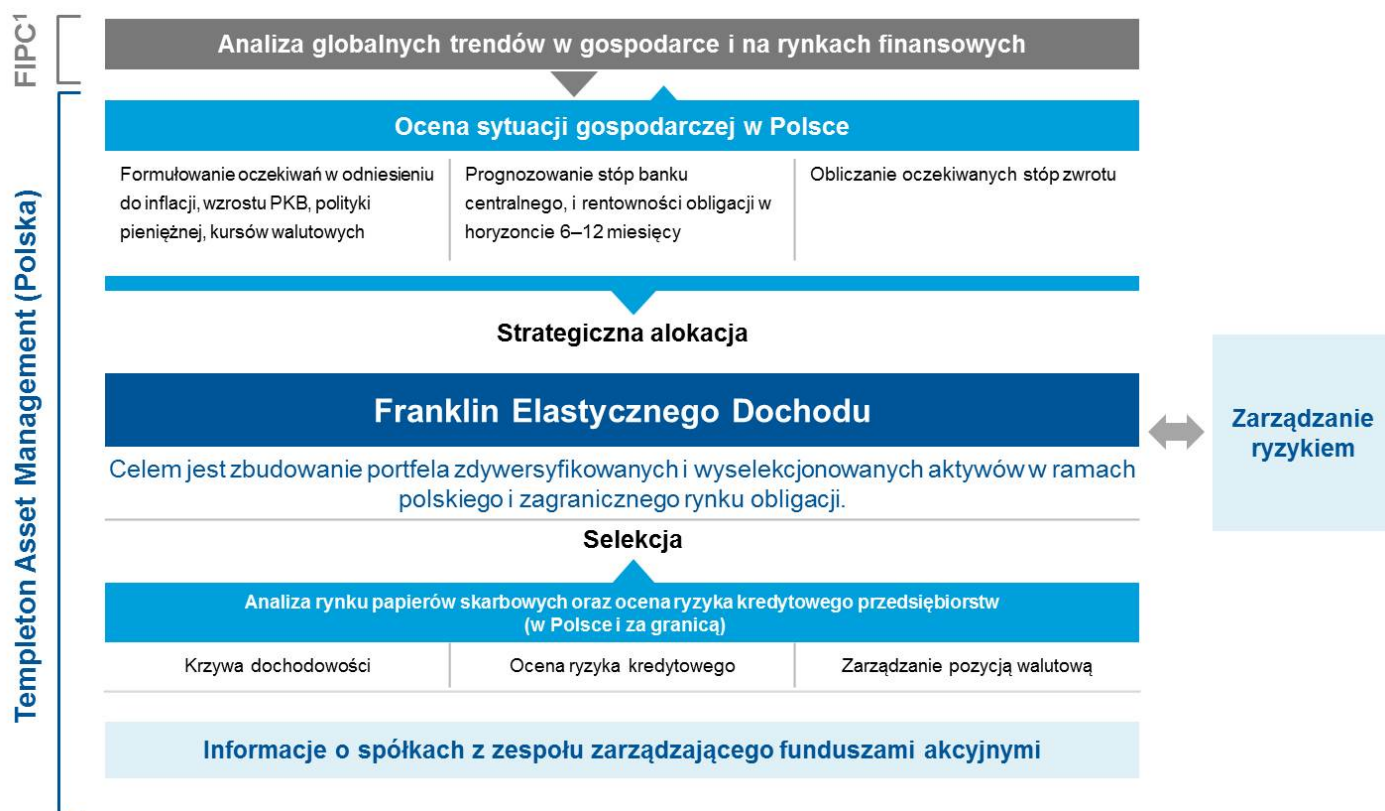 FIPC¹
Analiza globalnych trendów w gospodarce i na rynkach finansowych
Templeton Asset Management (Polska)
Ocena sytuacji gospodarczej w Polsce
Formułowanie oczekiwań w odniesieniu
do inflacji, wzrostu PKB, polityki
pieniężnej, kursów walutowych
Prognozowanie stóp banku
centralnego, i rentowności obligacji w
horyzoncie 6–12 miesięcy
Obliczanie oczekiwanych stóp zwrotu
Strategiczna alokacja
Franklin Elastycznego Dochodu
Celem jest zbudowanie portfela zdywersyfikowanych i wyselekcjonowanych aktywów w ramach
polskiego i zagranicznego rynku obligacji.
Zarządzanie
ryzykiem
Selekcja
Analiza rynku papierów skarbowych oraz ocena ryzyka kredytowego przedsiębiorstw
(w Polsce i za granicą)
Krzywa dochodowości
Ocena ryzyka kredytowego
Zarządzanie pozycją walutową
Informacje o spółkach z zespołu zarządzającego funduszami akcyjnymi